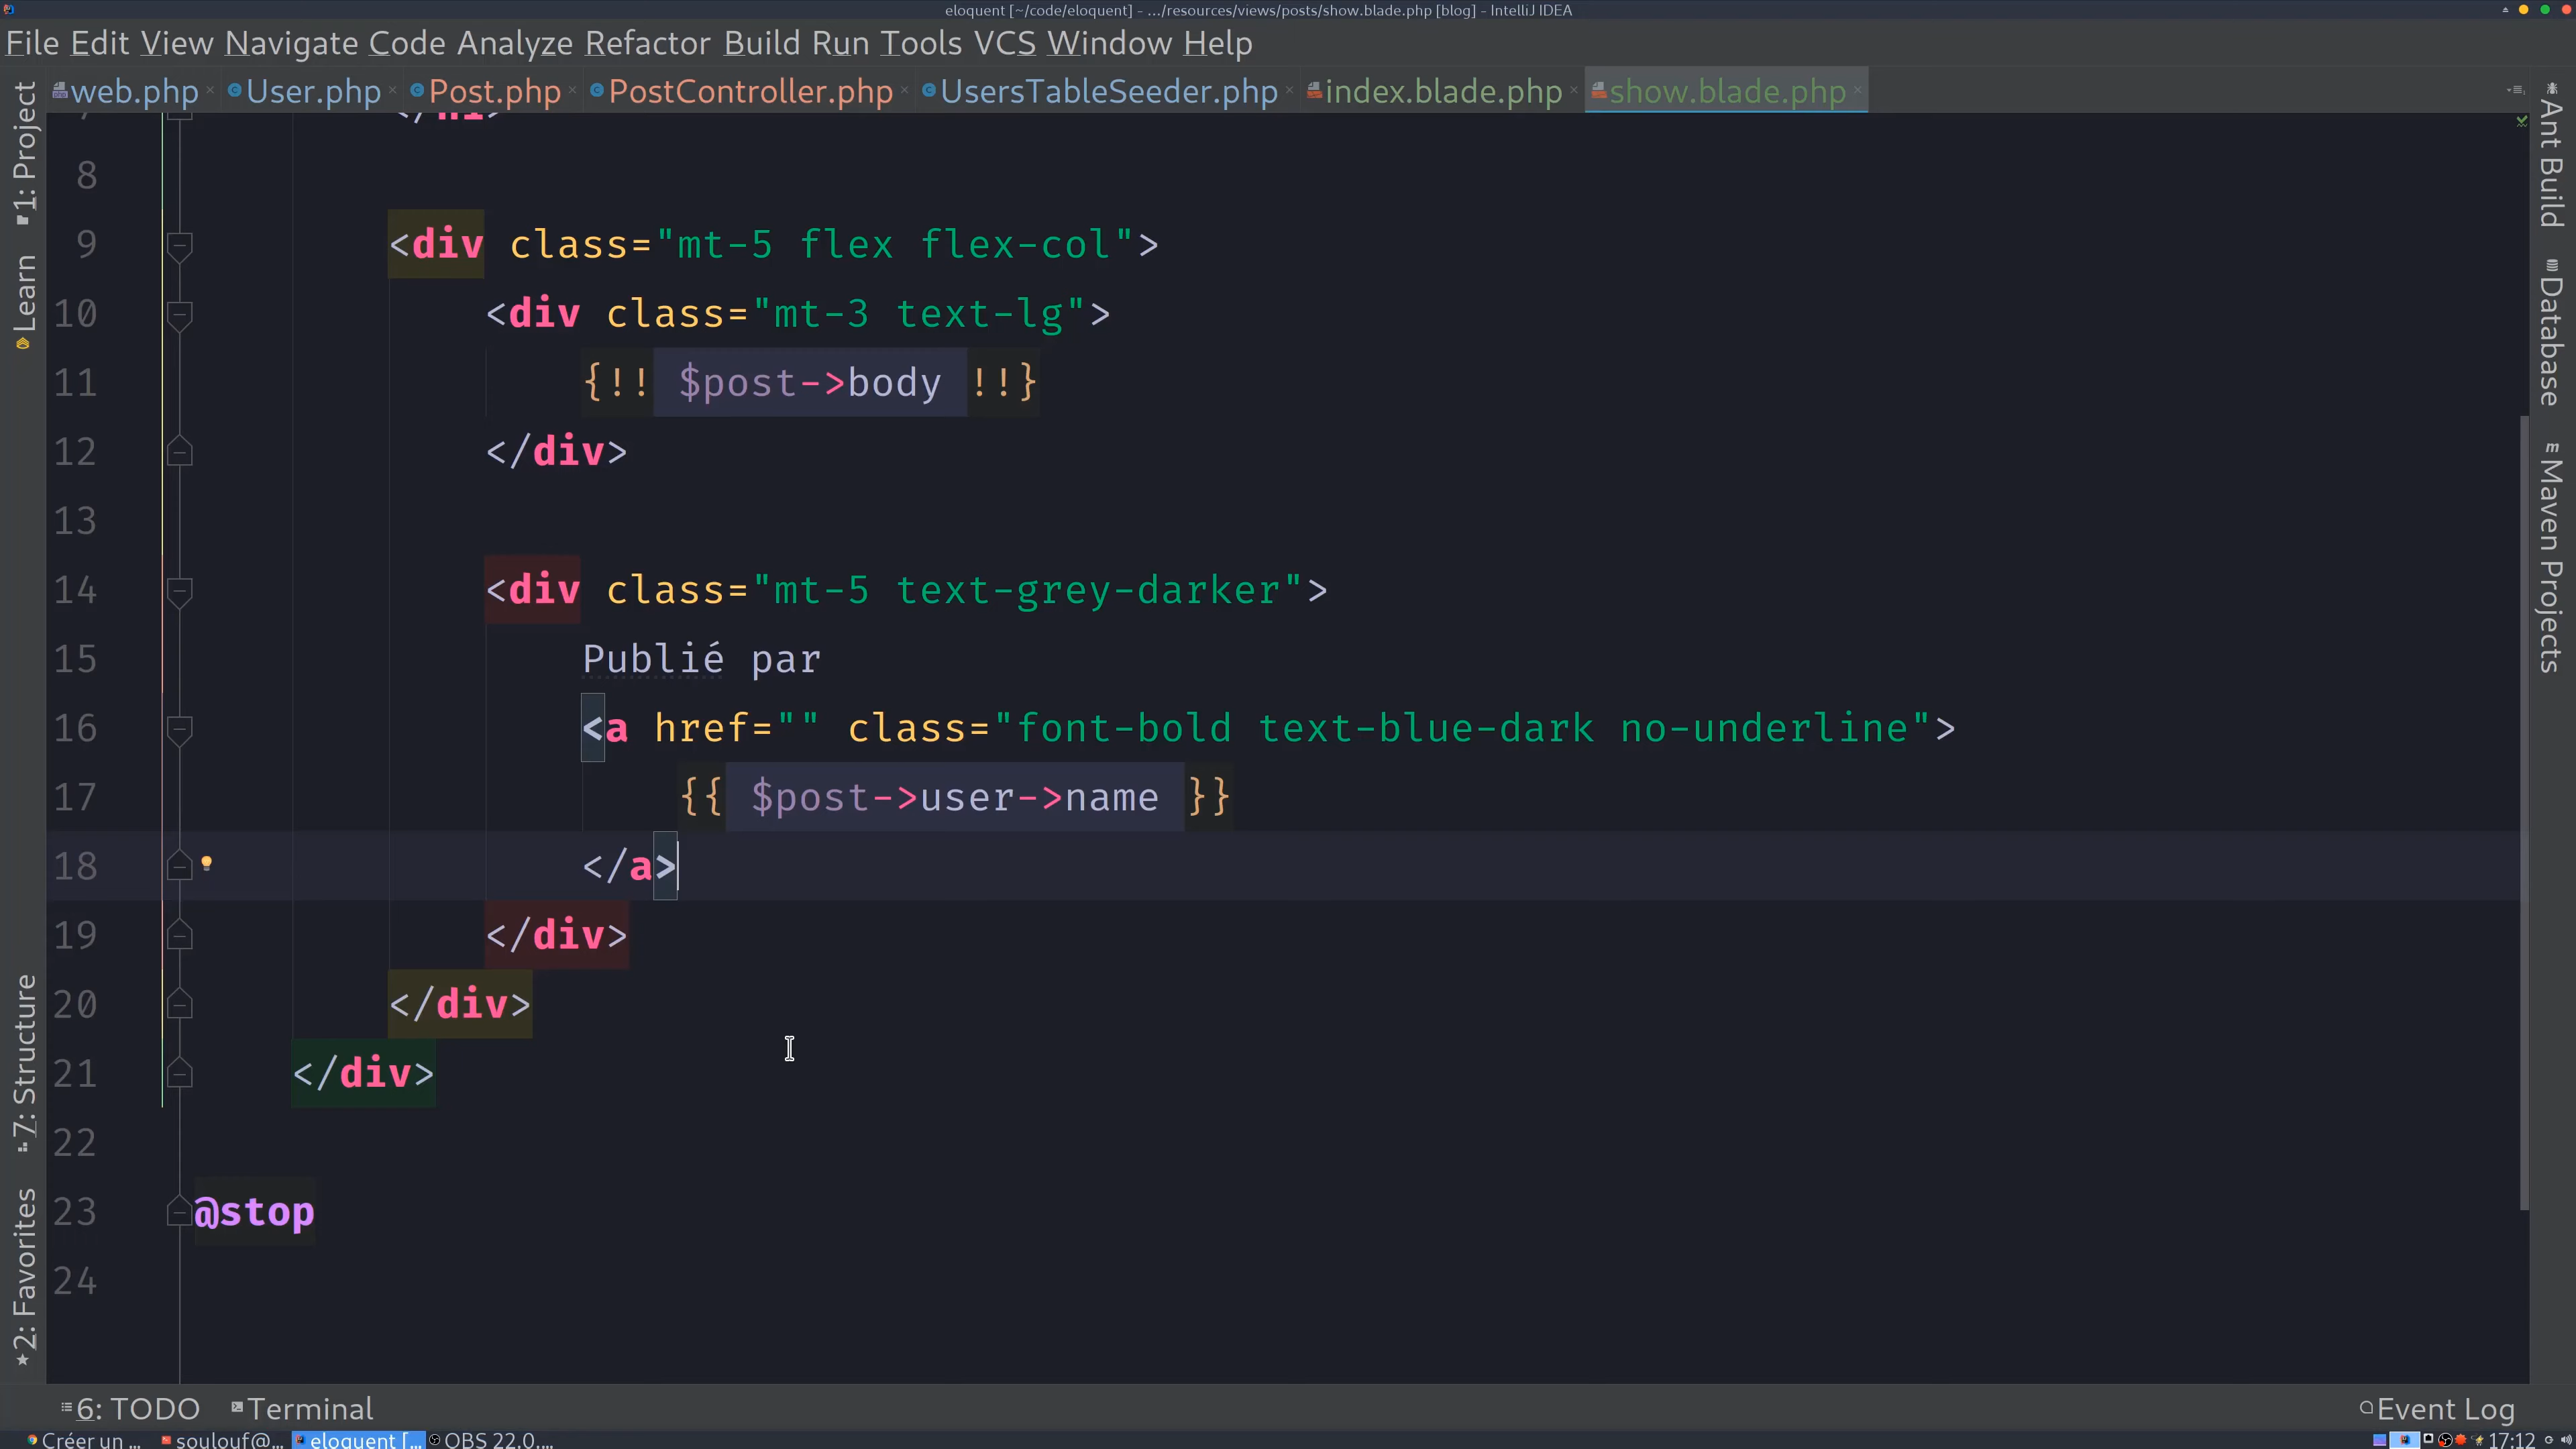 eloquent [~/code/eloquent] - .../resources/views/posts/show.blade.php [blog] - IntelliJ IDEA
File Edit View Navigate Code Analyze Refactor Build Run Tools VCS Window Help
web.php User.php Post.php PostController.php UsersTableSeeder.php index.blade.php show.blade.php
1: Project
Learn
7: Structure
2: Favorites
8
9 <div class="mt-5 flex flex-col">
10 <div class="mt-3 text-lg">
11 {!! $post->body !!}
12 </div>
13
14 <div class="mt-5 text-grey-darker">
15 Publié par
16 <a href="" class="font-bold text-blue-dark no-underline">
17 {{ $post->user->name }}
18 </a>
19 </div>
20 </div>
21 </div>
22
23 @stop
24
Ant Build
Database
Maven Projects
6: TODO Terminal Event Log
Créer un ... soulouf@... eloquent [... OBS 22.0.... 17:12